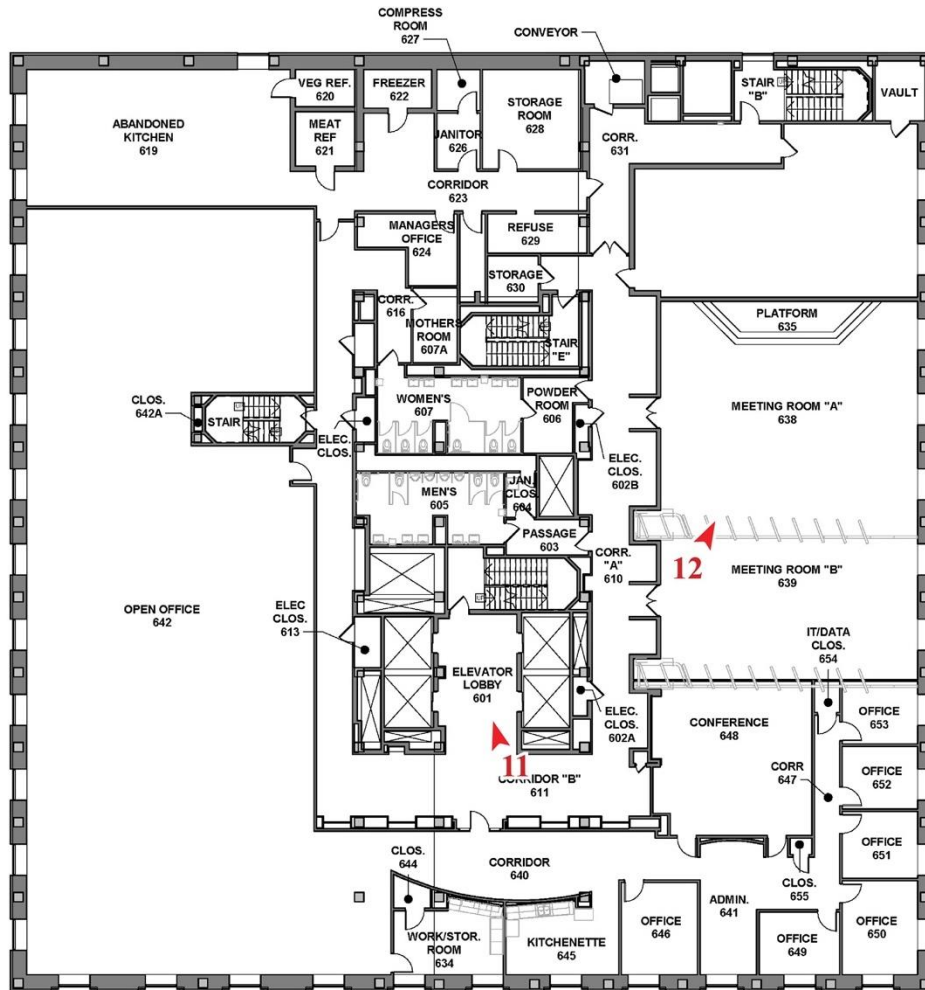 COMPRESS
ROOM
627
CONVEYOR
VEG REF.
620
FREEZER
622
STAIR
"B"
VAULT
ABANDONED
KITCHEN
619
MEAT
REF
621
JANITOR
626
STORAGE
ROOM
628
CORR.
631
CORRIDOR
623
MANAGERS
OFFICE
624
REFUSE
629
STORAGE
630
CORR.
616
MOTHERS
ROOM
607A
STAIR
"E"
PLATFORM
635
CLOS.
642A
STAIR
ELEC.
CLOS.
WOMEN'S
607
POWDER
ROOM
606
MEETING ROOM "A"
638
ELEC.
CLOS.
602B
MEN'S
605
JAN.
CLOS.
604
PASSAGE
603
CORR.
"A"
610
12
MEETING ROOM "B"
639
OPEN OFFICE
642
ELEC
CLOS.
613
ELEVATOR
LOBBY
601
IT/DATA
CLOS.
654
ELEC.
CLOS.
602A
CONFERENCE
648
OFFICE
653
11
CORRIDOR "B"
611
CORR
647
OFFICE
652
OFFICE
651
CLOS.
644
CORRIDOR
640
CLOS.
655
ADMIN.
641
WORK/STOR.
ROOM
634
KITCHENETTE
645
OFFICE
646
OFFICE
649
OFFICE
650